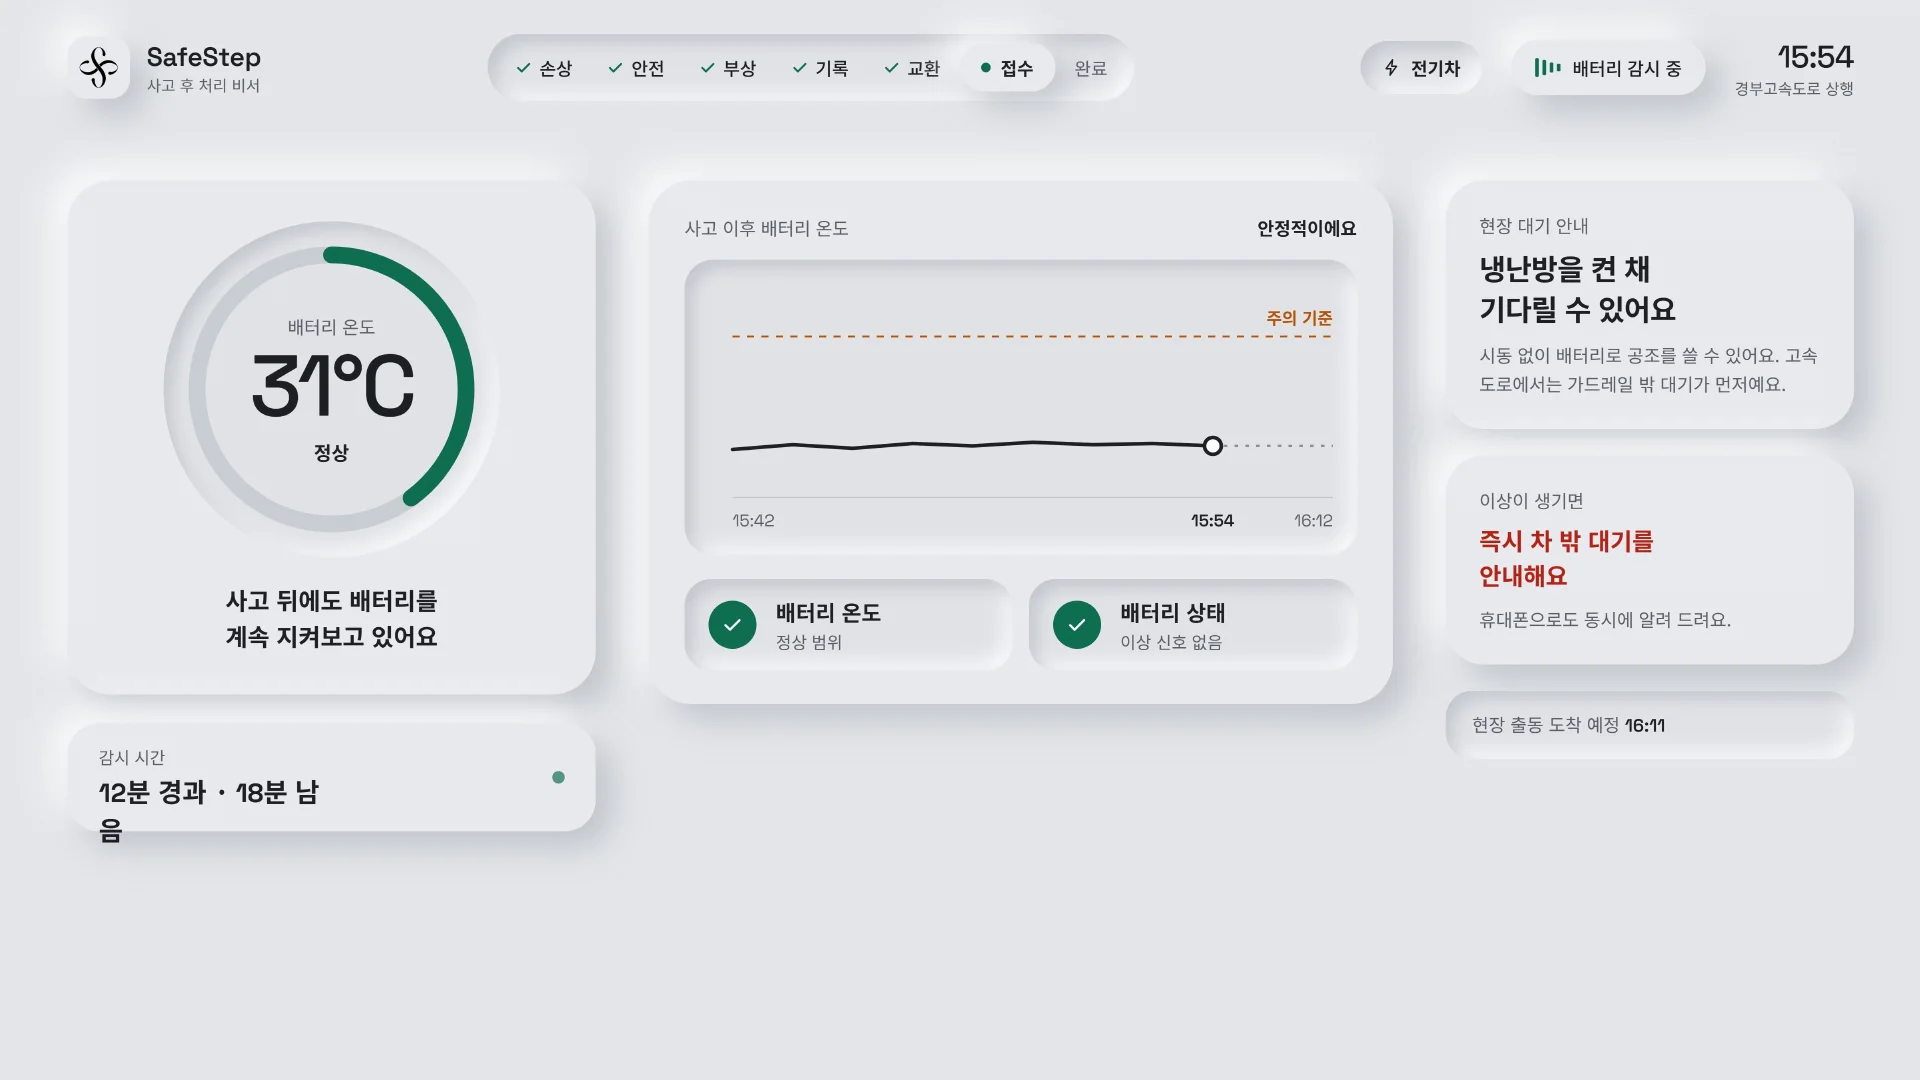 SafeStep
사고 후 처리 비서
손상
안전
부상
기록
교환
접수
완료
전기차
배터리 감시 중
15:54
경부고속도로 상행
배터리 온도
31°C
정상
사고 뒤에도 배터리를
계속 지켜보고 있어요
감시 시간
12분 경과 · 18분 남
음
사고 이후 배터리 온도
안정적이에요
주의 기준
15:42
15:54
16:12
배터리 온도
정상 범위
배터리 상태
이상 신호 없음
현장 대기 안내
냉난방을 켠 채
기다릴 수 있어요
시동 없이 배터리로 공조를 쓸 수 있어요. 고속
도로에서는 가드레일 밖 대기가 먼저예요.
이상이 생기면
즉시 차 밖 대기를
안내해요
휴대폰으로도 동시에 알려 드려요.
현장 출동 도착 예정 16:11